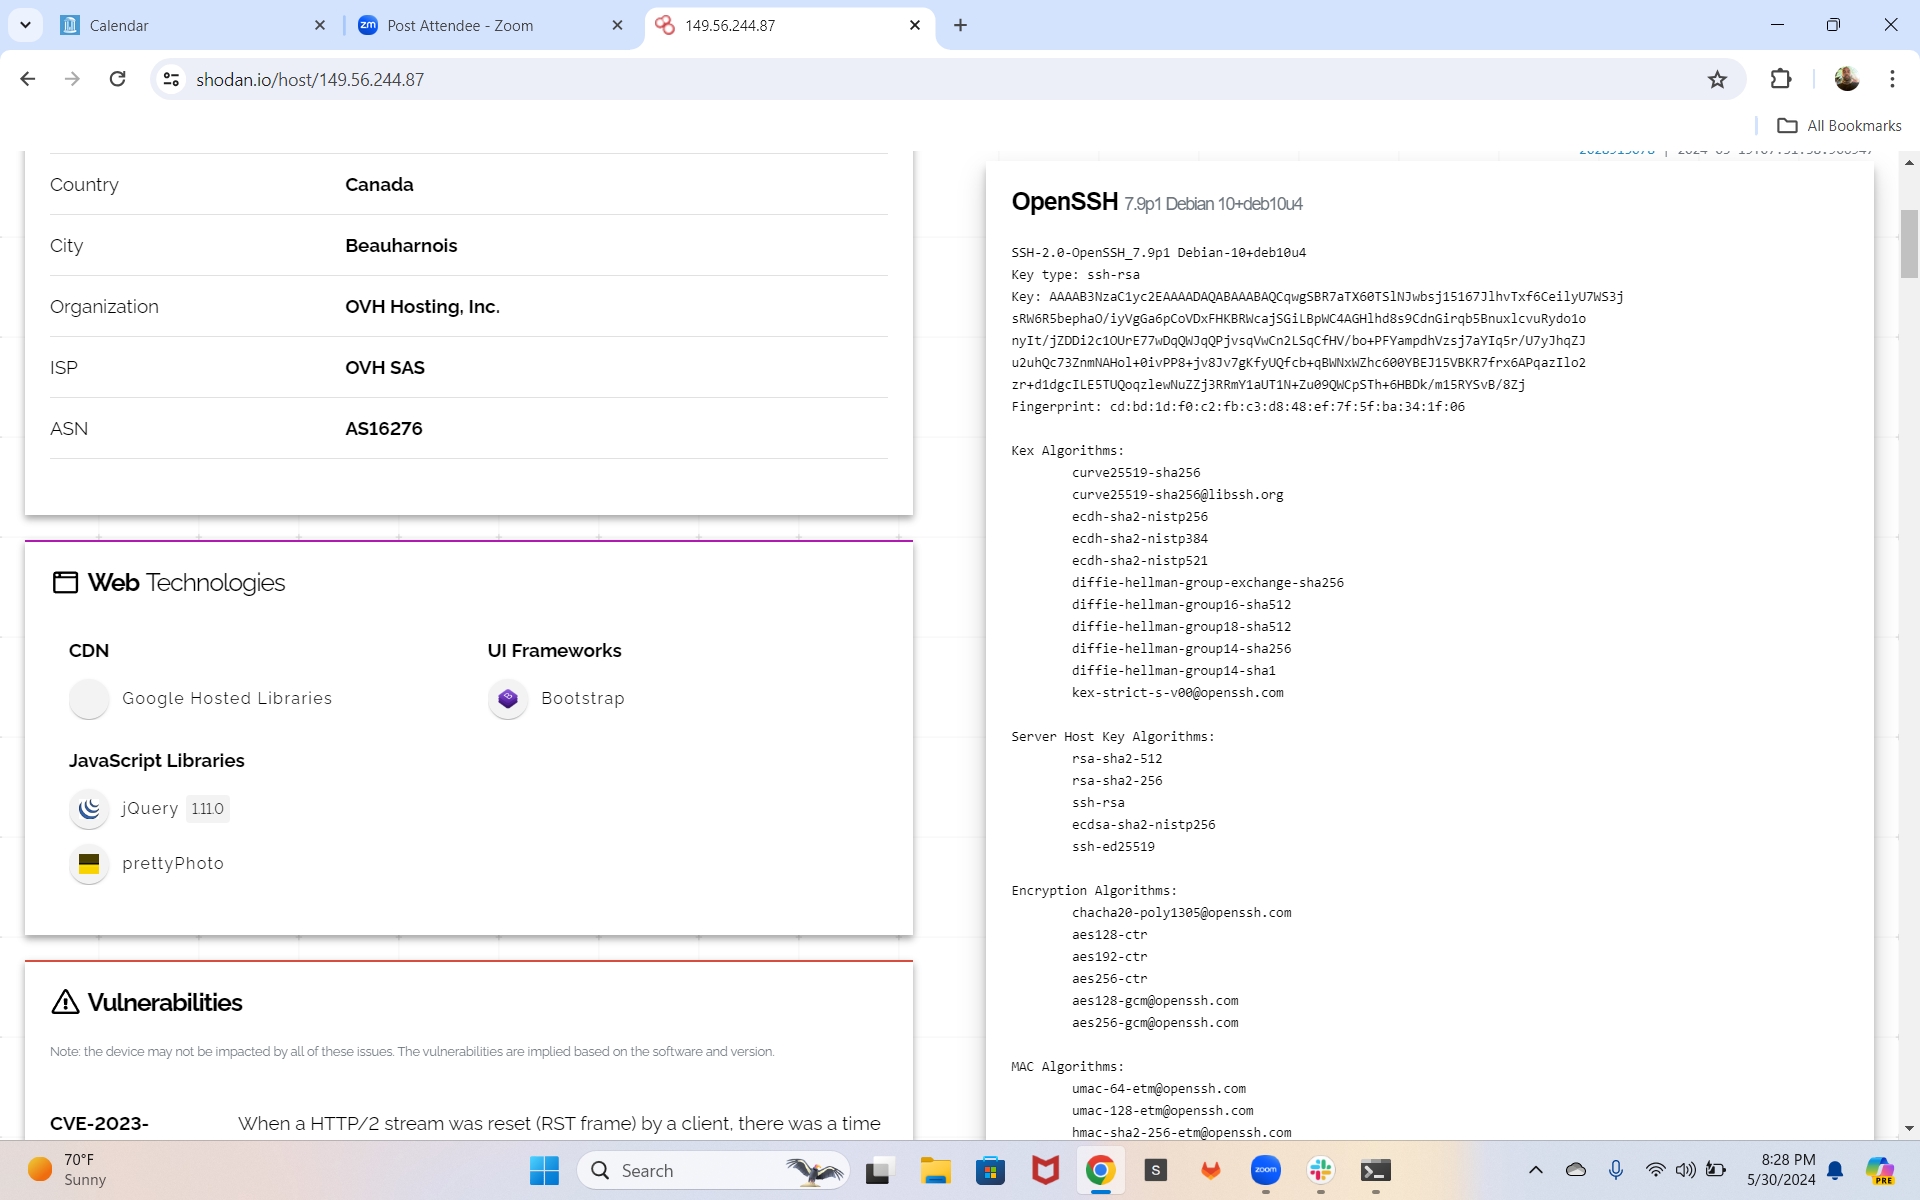 Calendar
Post Attendee - Zoom
149.56.244.87
shodan.io/host/149.56.244.87
All Bookmarks
Country Canada
City Beauharnois
Organization OVH Hosting, Inc.
ISP OVH SAS
ASN AS16276
Web Technologies
CDN
Google Hosted Libraries
UI Frameworks
Bootstrap
JavaScript Libraries
jQuery 1.11.0
prettyPhoto
Vulnerabilities
Note: the device may not be impacted by all of these issues. The vulnerabilities are implied based on the software and version.
CVE-2023- When a HTTP/2 stream was reset (RST frame) by a client, there was a time
OpenSSH 7.9p1 Debian 10+deb10u4
SSH-2.0-OpenSSH_7.9p1 Debian-10+deb10u4
Key type: ssh-rsa
Key: AAAAB3NzaC1yc2EAAAADAQABAAABAQCqwgSBR7aTX60TSlNJwbsj15167JlhvTxf6CeilyU7WS3j
sRW6R5bephaO/iyVgGa6pCoVDxFHKBRWcajSGiLBpWC4AGHlhd8s9CdnGirqb5Bnuxlcvu​Rydo1o
nyIt/jZDDi2c1OUrE77wDqQWJqQPjvsqVwCn2LSqCfHV/bo+PFYampdhVzsj7aYIq5r/U7yJhqZJ
u2uhQc73ZnmNAHol+0ivPP8+jv8Jv7gKfyUQfcb+qBWNxWZhc600YBEJ15VBKR7frx6APqazIlo2
zr+d1dgcILE5TUQoqzlewNuZZj3RRmY1aUT1N+Zu09QWCpSTh+6HBDk/m15RYSvB/8Zj
Fingerprint: cd:bd:1d:f0:c2:fb:c3:d8:48:ef:7f:5f:ba:34:1f:06
Kex Algorithms:
curve25519-sha256
curve25519-sha256@libssh.org
ecdh-sha2-nistp256
ecdh-sha2-nistp384
ecdh-sha2-nistp521
diffie-hellman-group-exchange-sha256
diffie-hellman-group16-sha512
diffie-hellman-group18-sha512
diffie-hellman-group14-sha256
diffie-hellman-group14-sha1
kex-strict-s-v00@openssh.com
Server Host Key Algorithms:
rsa-sha2-512
rsa-sha2-256
ssh-rsa
ecdsa-sha2-nistp256
ssh-ed25519
Encryption Algorithms:
chacha20-poly1305@openssh.com
aes128-ctr
aes192-ctr
aes256-ctr
aes128-gcm@openssh.com
aes256-gcm@openssh.com
MAC Algorithms:
umac-64-etm@openssh.com
umac-128-etm@openssh.com
hmac-sha2-256-etm@openssh.com
70°F
Sunny
Search
zoom
8:28 PM
5/30/2024
PRE